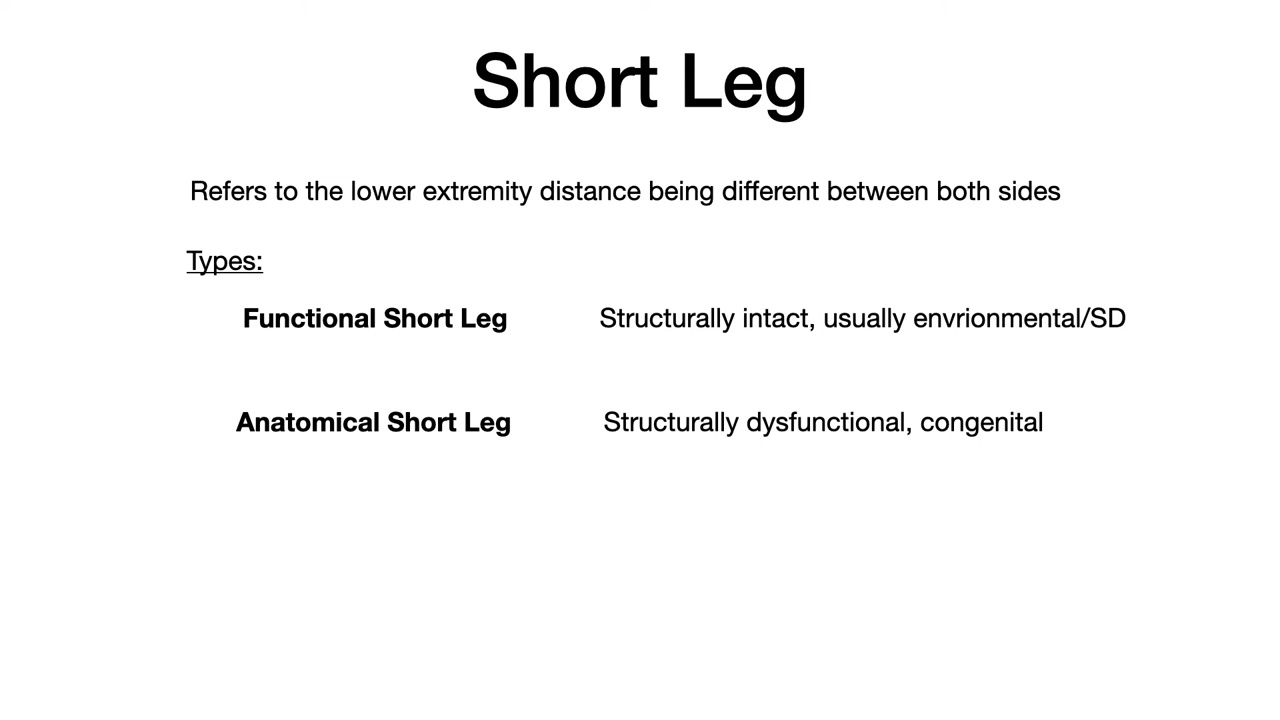 Short Leg
Refers to the lower extremity distance being different between both sides
Types:
Functional Short Leg Structurally intact, usually envrionmental/SD
Anatomical Short Leg Structurally dysfunctional, congenital